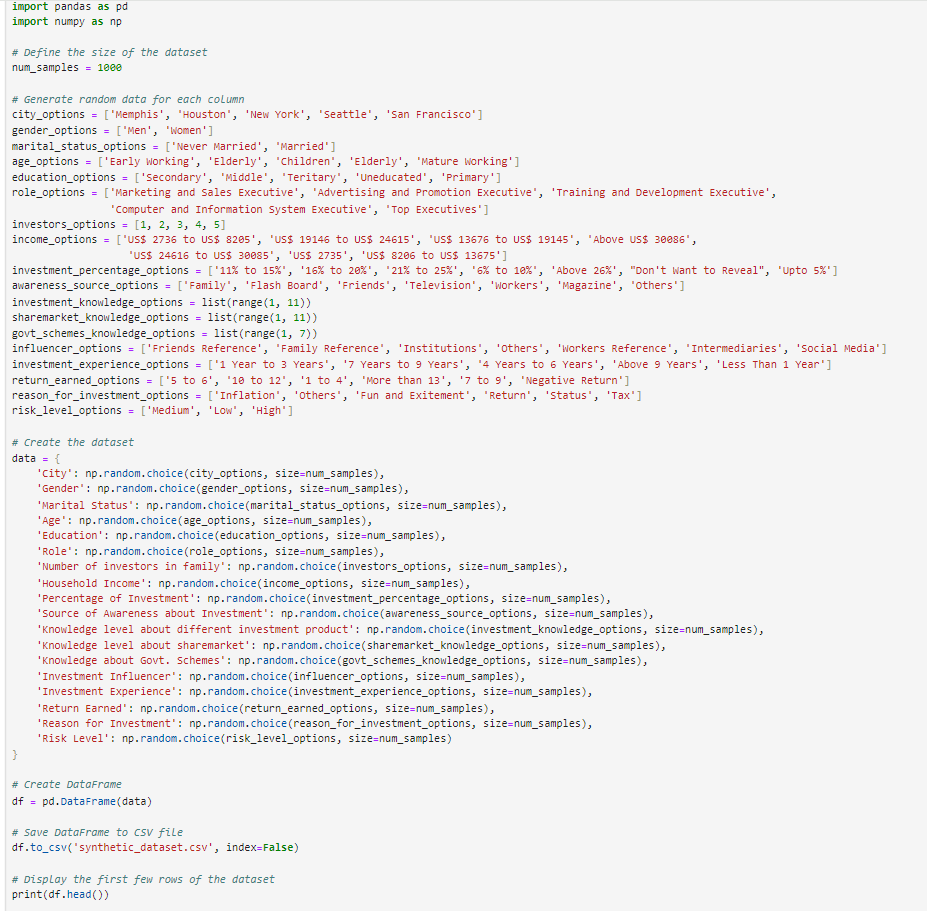 import pandas as pd
import numpy as np
# Define the size of the dataset
num_samples = 1000
# Generate random data for each column
city_options = ['Memphis', 'Houston', 'New York', 'Seattle', 'San Francisco']
gender_options = ['Men', 'Women']
marital_status_options = ['Never Married', 'Married']
age_options = ['Early Working', 'Elderly', 'Children', 'Elderly', 'Mature Working']
education_options = ['Secondary', 'Middle', 'Teritary', 'Uneducated', 'Primary']
role_options = ['Marketing and Sales Executive', 'Advertising and Promotion Executive', 'Training and Development Executive',
'Computer and Information System Executive', 'Top Executives']
investors_options = [1, 2, 3, 4, 5]
income_options = ['US$ 2736 to US$ 8205', 'US$ 19146 to US$ 24615', 'US$ 13676 to US$ 19145', 'Above US$ 30086',
'US$ 24616 to US$ 30085', 'US$ 2735', 'US$ 8206 to US$ 13675']
investment_percentage_options = ['11% to 15%', '16% to 20%', '21% to 25%', '6% to 10%', 'Above 26%', "Don't Want to Reveal", 'Upto 5%']
awareness_source_options = ['Family', 'Flash Board', 'Friends', 'Television', 'Workers', 'Magazine', 'Others']
investment_knowledge_options = list(range(1, 11))
sharemarket_knowledge_options = list(range(1, 11))
govt_schemes_knowledge_options = list(range(1, 7))
influencer_options = ['Friends Reference', 'Family Reference', 'Institutions', 'Others', 'Workers Reference', 'Intermediaries', 'Social Media']
investment_experience_options = ['1 Year to 3 Years', '7 Years to 9 Years', '4 Years to 6 Years', 'Above 9 Years', 'Less Than 1 Year']
return_earned_options = ['5 to 6', '10 to 12', '1 to 4', 'More than 13', '7 to 9', 'Negative Return']
reason_for_investment_options = ['Inflation', 'Others', 'Fun and Exitement', 'Return', 'Status', 'Tax']
risk_level_options = ['Medium', 'Low', 'High']
# Create the dataset
data = {
'City': np.random.choice(city_options, size=num_samples),
'Gender': np.random.choice(gender_options, size=num_samples),
'Marital Status': np.random.choice(marital_status_options, size=num_samples),
'Age': np.random.choice(age_options, size=num_samples),
'Education': np.random.choice(education_options, size=num_samples),
'Role': np.random.choice(role_options, size=num_samples),
'Number of investors in family': np.random.choice(investors_options, size=num_samples),
'Household Income': np.random.choice(income_options, size=num_samples),
'Percentage of Investment': np.random.choice(investment_percentage_options, size=num_samples),
'Source of Awareness about Investment': np.random.choice(awareness_source_options, size=num_samples),
'Knowledge level about different investment product': np.random.choice(investment_knowledge_options, size=num_samples),
'Knowledge level about sharemarket': np.random.choice(sharemarket_knowledge_options, size=num_samples),
'Knowledge about Govt. Schemes': np.random.choice(govt_schemes_knowledge_options, size=num_samples),
'Investment Influencer': np.random.choice(influencer_options, size=num_samples),
'Investment Experience': np.random.choice(investment_experience_options, size=num_samples),
'Return Earned': np.random.choice(return_earned_options, size=num_samples),
'Reason for Investment': np.random.choice(reason_for_investment_options, size=num_samples),
'Risk Level': np.random.choice(risk_level_options, size=num_samples)
}
# Create DataFrame
df = pd.DataFrame(data)
# Save DataFrame to CSV file
df.to_csv('synthetic_dataset.csv', index=False)
# Display the first few rows of the dataset
print(df.head())